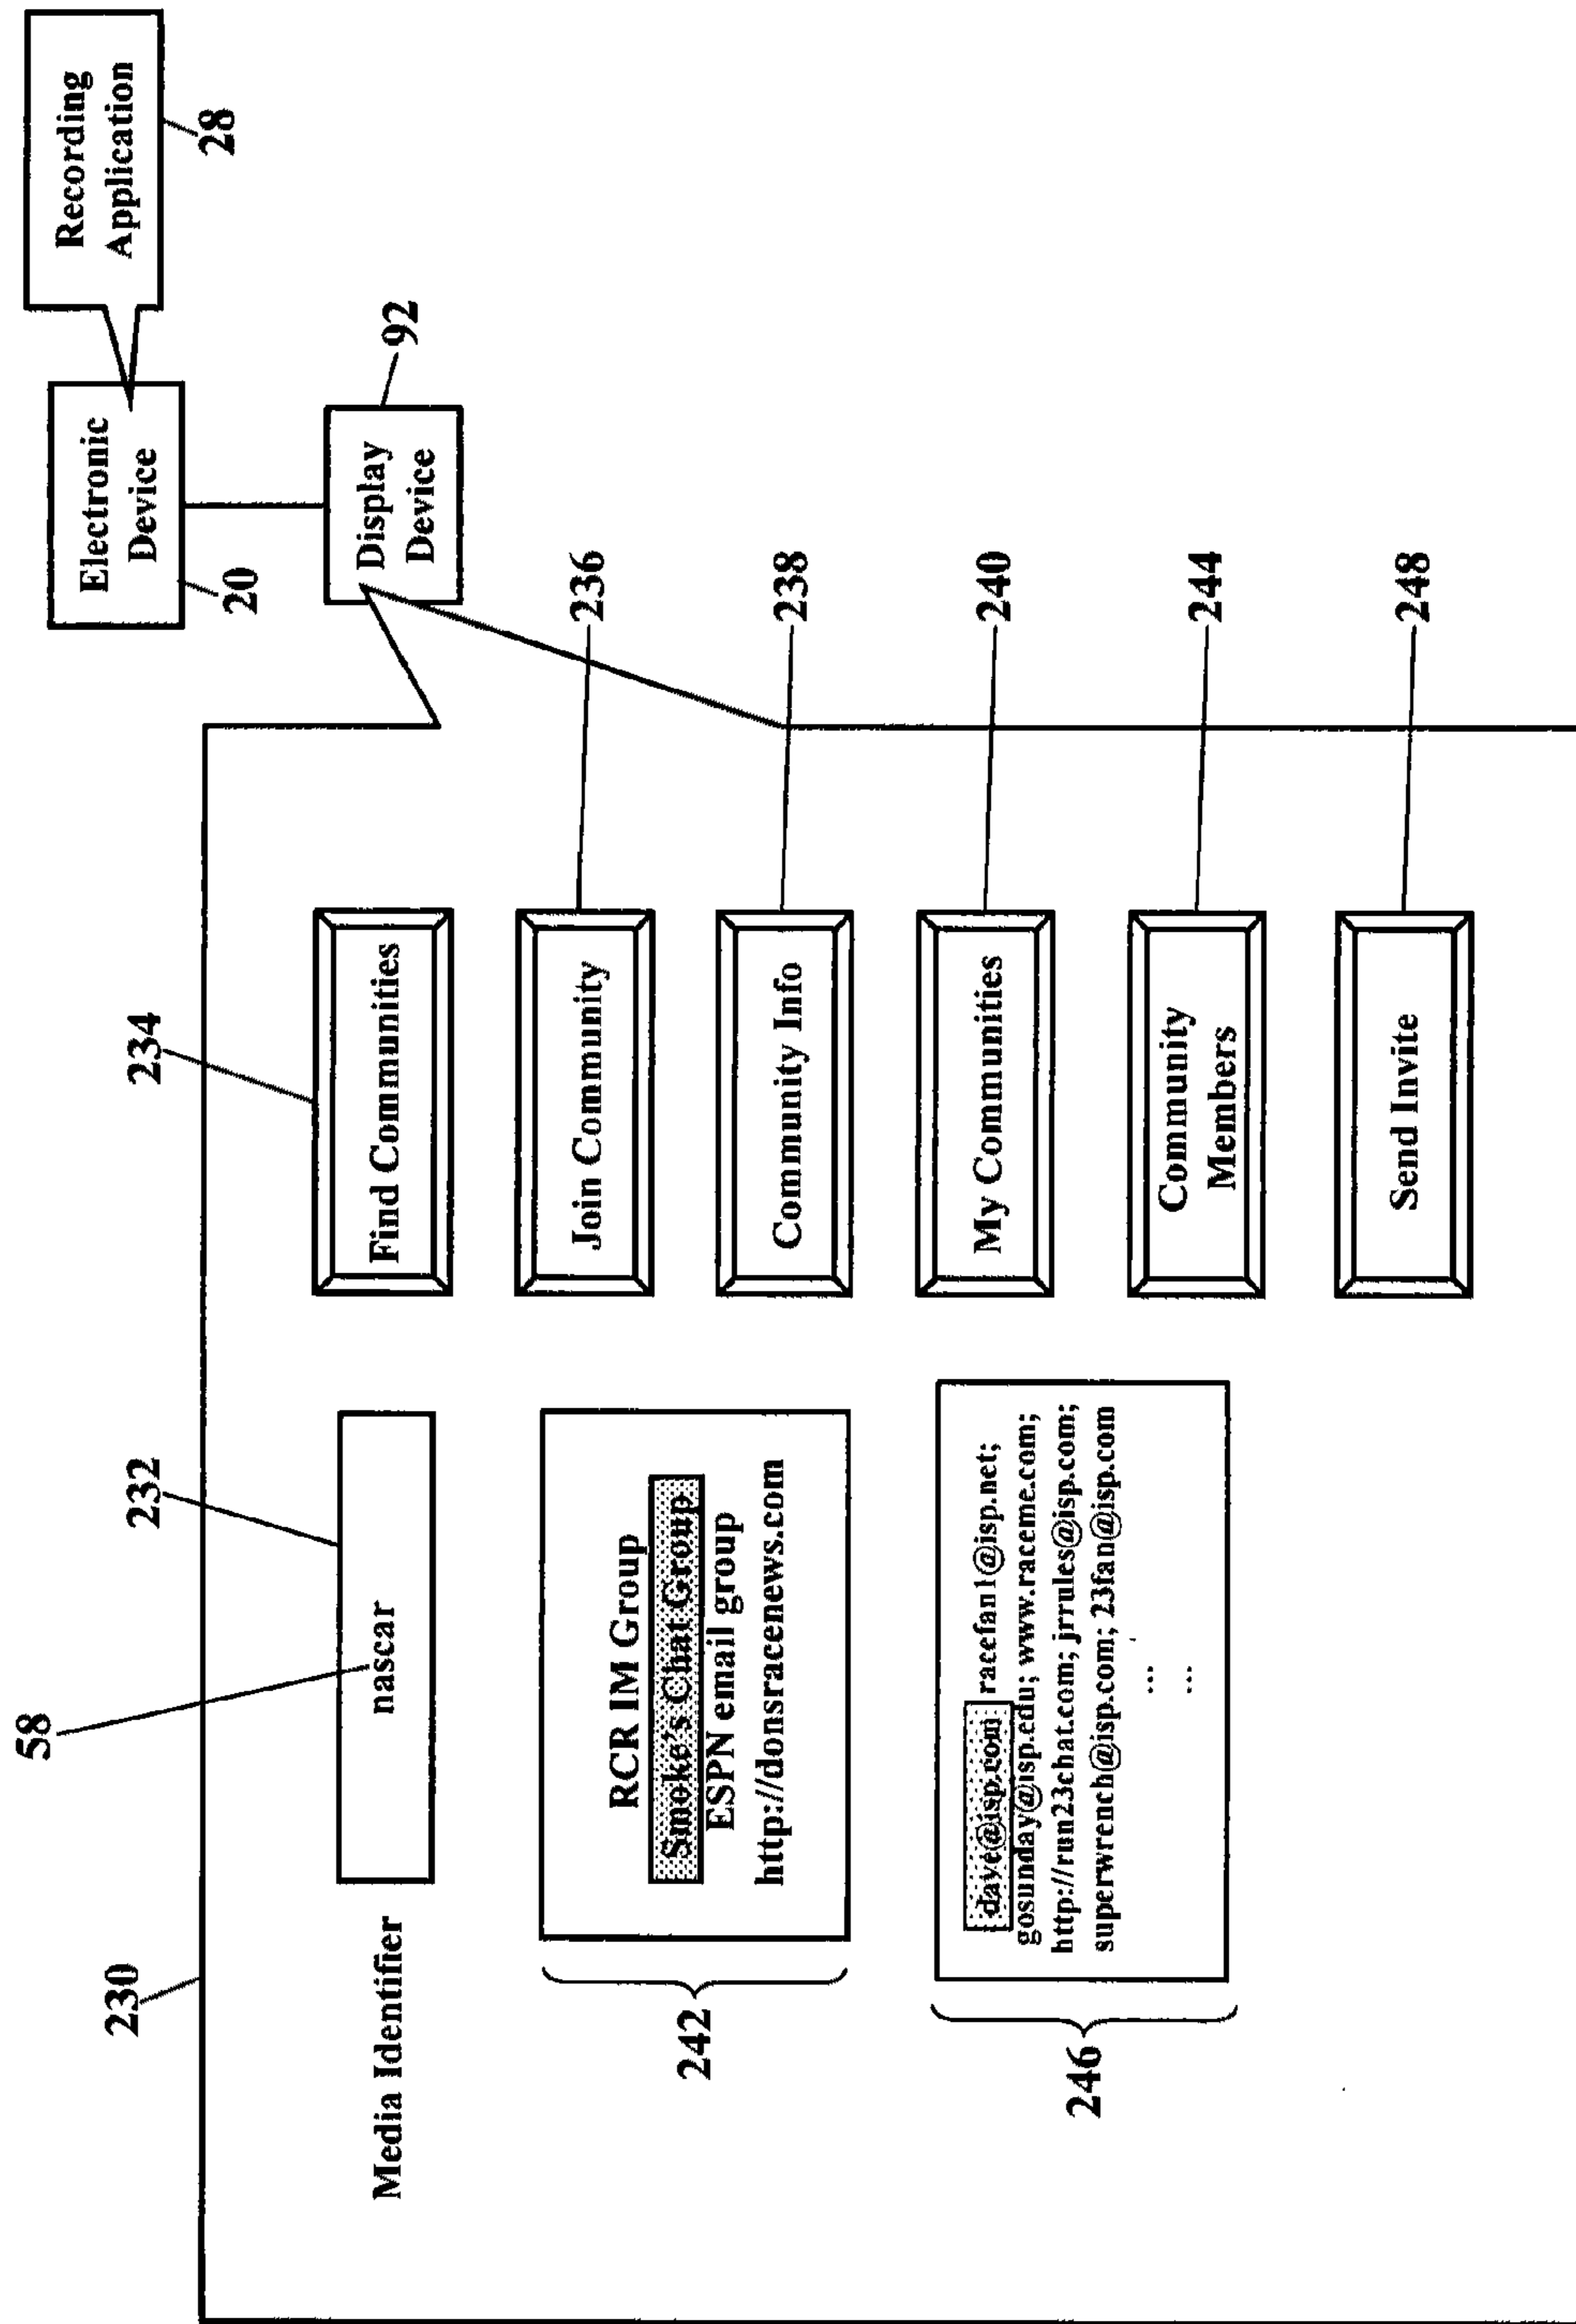 Recording
Application
28
Electronic
Device
20
Display
Device
92
230
58
232
234
Media Identifier
nascar
Find Communities
236
Join Community
238
Community Info
240
My Communities
244
Community
Members
248
Send Invite
242
RCR IM Group
Smoke's Chat Group
ESPN email group
http://donsracenews.com
246
dave@isp.com racefan1@isp.net;
gosunday@isp.edu; www.raceme.com;
http://run23chat.com; jrrules@isp.com;
superwrench@isp.com; 23fan@isp.com
...
...